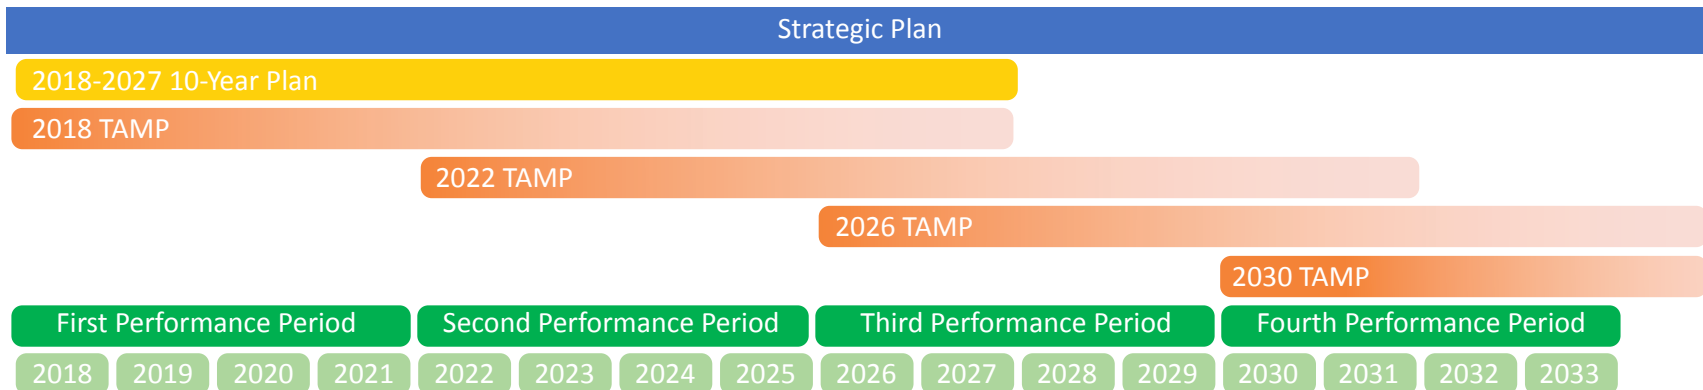 Strategic Plan
2018-2027 10-Year Plan
2018 TAMP
2022 TAMP
2026 TAMP
2030 TAMP
First Performance Period Second Performance Period Third Performance Period Fourth Performance Period
2018 2019 2020 2021 2022 2023 2024 2025 2026 2027 2028 2029 2030 2031 2032 2033